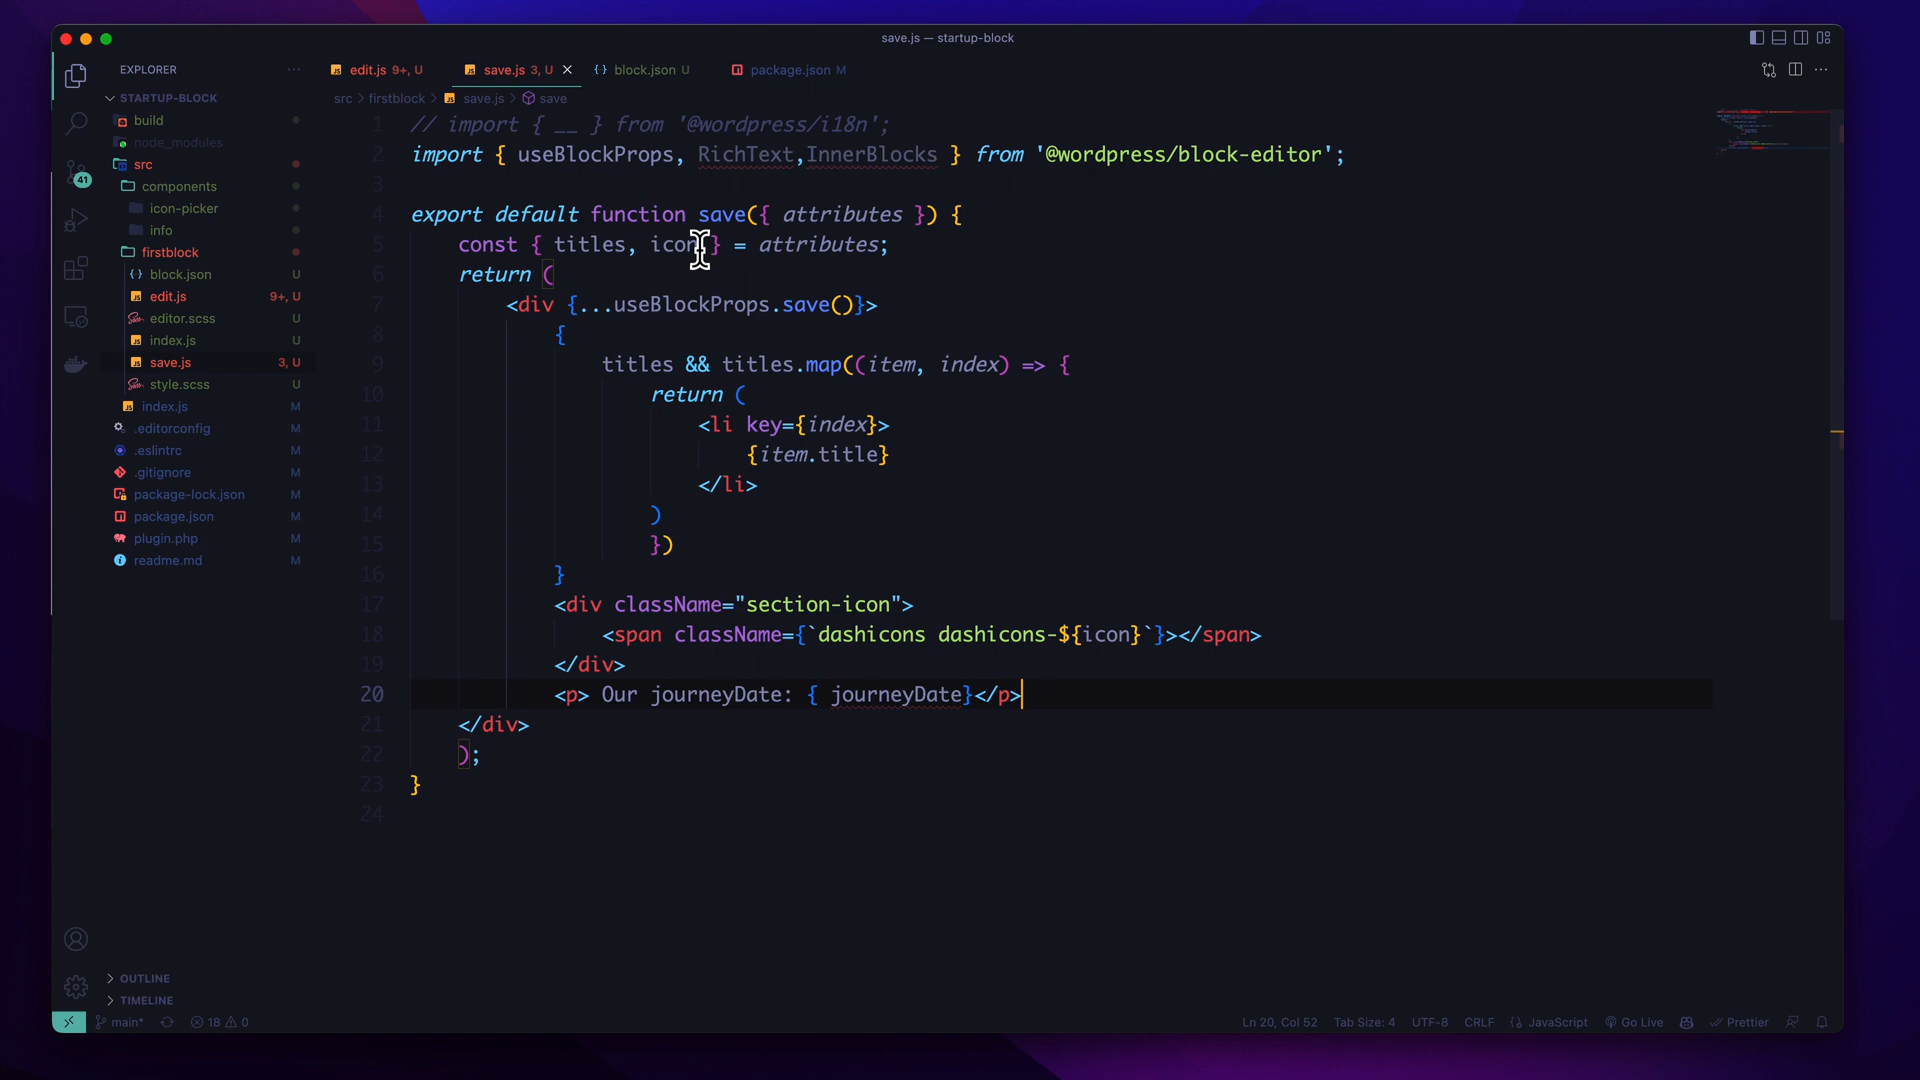 save.js — startup-block
EXPLORER
edit.js 9+, U
save.js 3, U
block.json U
package.json M
STARTUP-BLOCK
src > firstblock > save.js > save
build
node_modules
src
components
icon-picker
info
firstblock
block.json U
edit.js 9+, U
editor.scss U
index.js U
save.js 3, U
style.scss U
index.js M
.editorconfig M
.eslintrc M
.gitignore M
package-lock.json M
package.json M
plugin.php M
readme.md M
41
1 // import { __ } from '@wordpress/i18n';
2 import { useBlockProps, RichText,InnerBlocks } from '@wordpress/block-editor';
3
4 export default function save({ attributes }) {
5 const { titles, icon } = attributes;
6 return (
7 <div {...useBlockProps.save()}>
8 {
9 titles && titles.map((item, index) => {
10 return (
11 <li key={index}>
12 {item.title}
13 </li>
14 )
15 })
16 }
17 <div className="section-icon">
18 <span className={`dashicons dashicons-${icon}`}></span>
19 </div>
20 <p> Our journeyDate: { journeyDate}</p>
21 </div>
22 );
23 }
24
OUTLINE
TIMELINE
main* 18 0
Ln 20, Col 52 Tab Size: 4 UTF-8 CRLF {} JavaScript Go Live Prettier